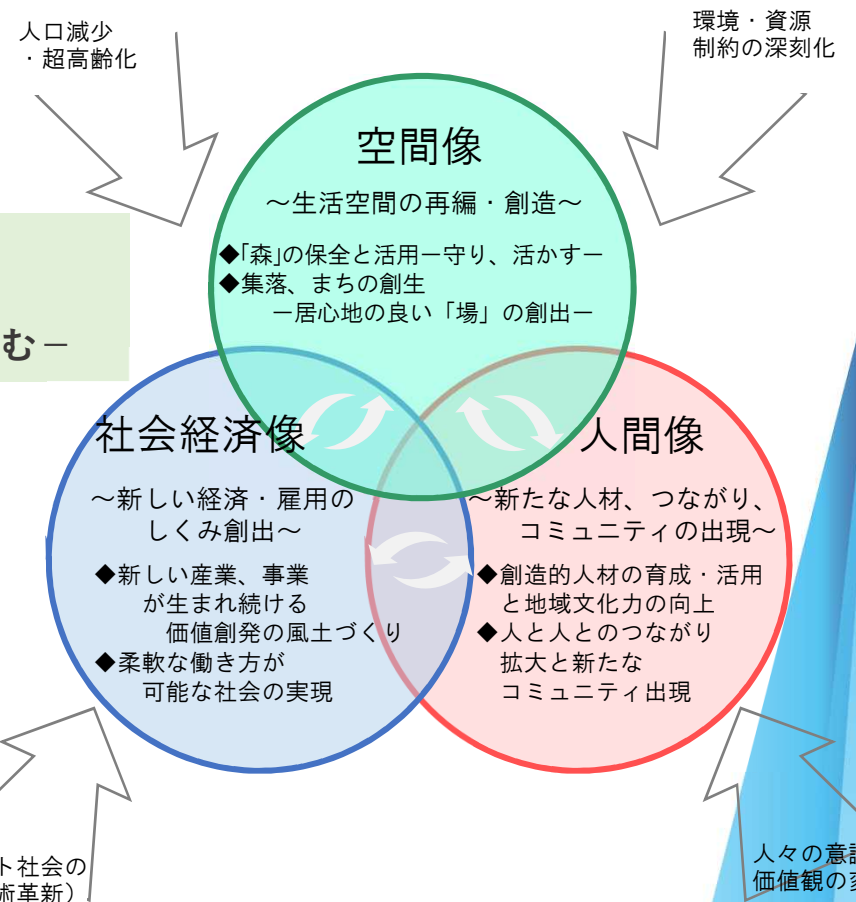 人口減少
・超高齢化
環境・資源
制約の深刻化
空間像
～生活空間の再編・創造～
◆「森」の保全と活用ー守り、活かすー
◆集落、まちの創生
ー居心地の良い「場」の創出ー
む－
社会経済像
～新しい経済・雇用の
しくみ創出～
◆新しい産業、事業
が生まれ続ける
価値創発の風土づくり
◆柔軟な働き方が
可能な社会の実現
人間像
～新たな人材、つながり、
コミュニティの出現～
◆創造的人材の育成・活用
と地域文化力の向上
◆人と人とのつながり
拡大と新たな
コミュニティ出現
ト社会の
術革新）
人々の意
価値観の